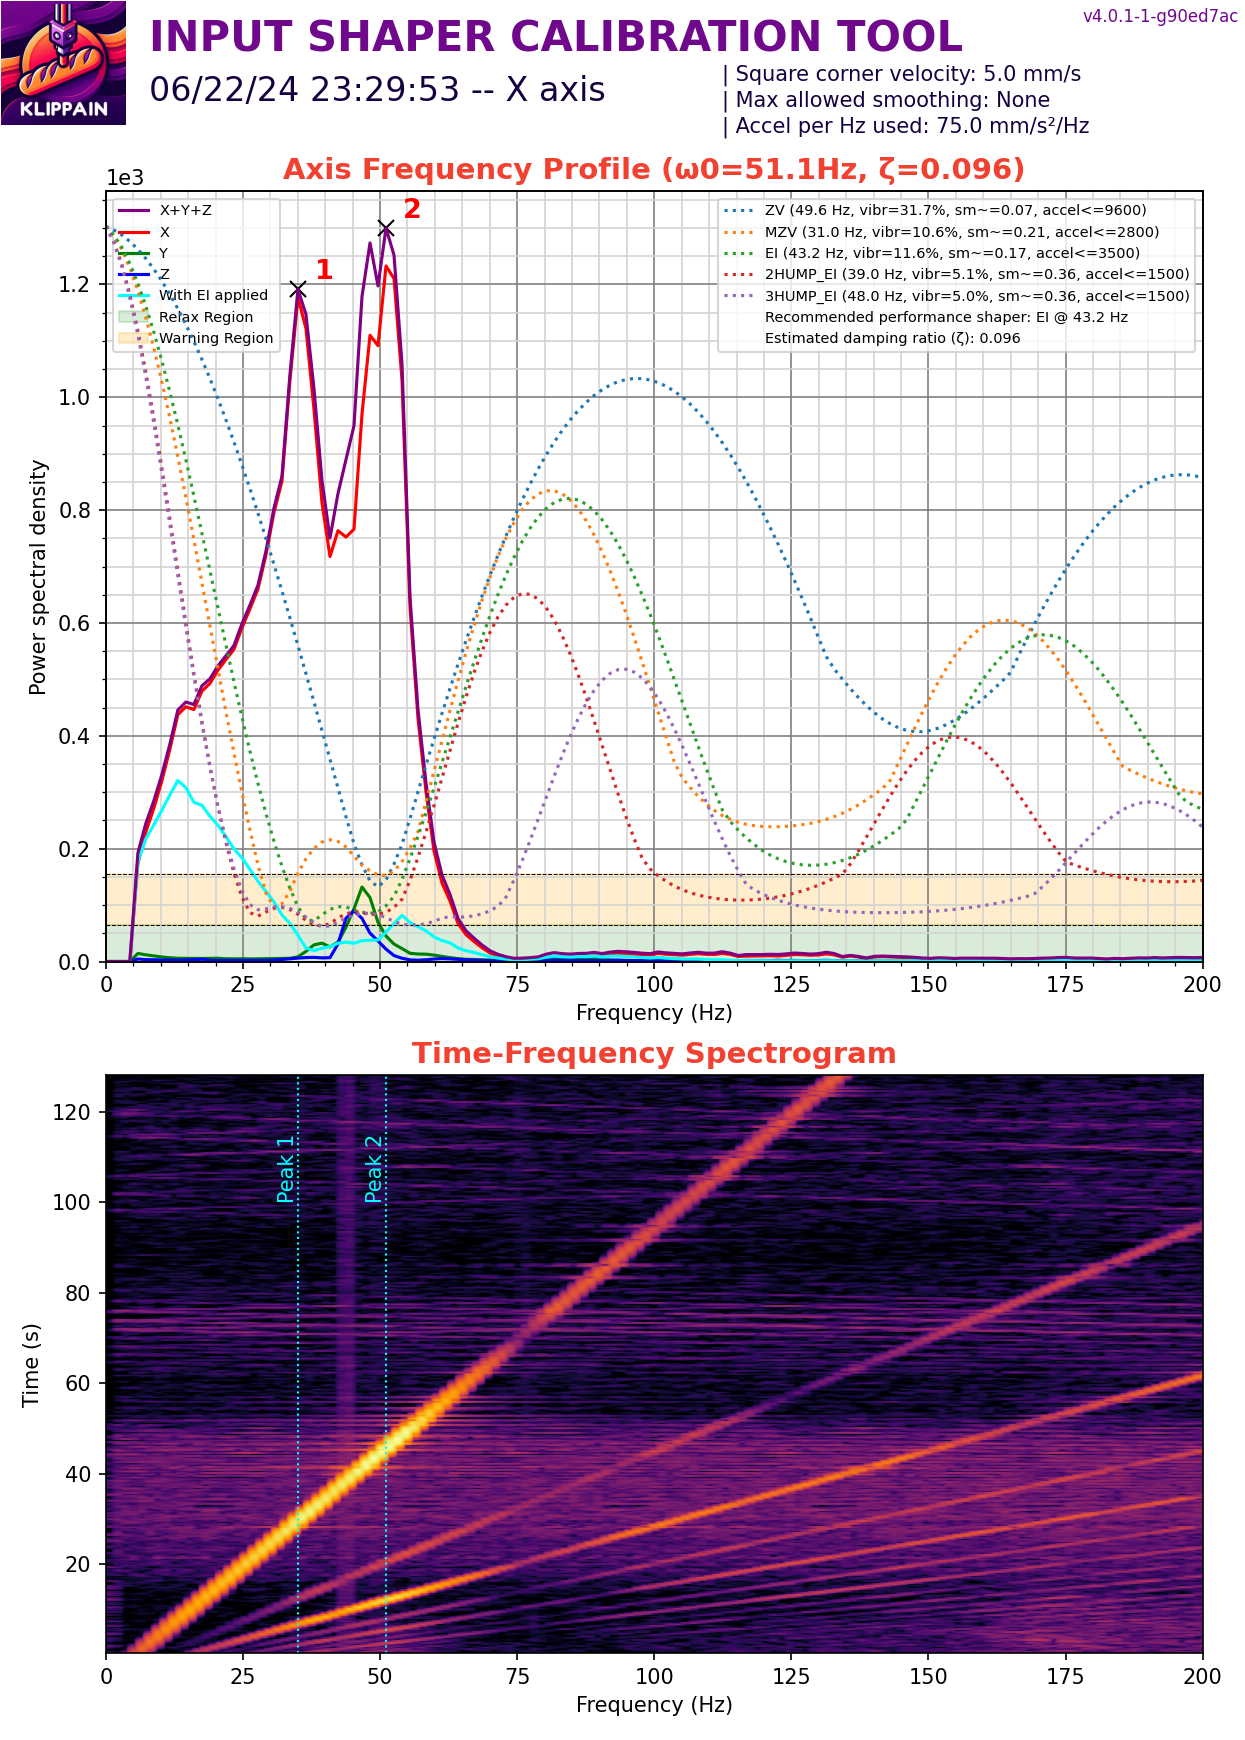 v4.0.1-1-g90ed7ac
INPUT SHAPER CALIBRATION TOOL
06/22/24 23:29:53 -- X axis
| Square corner velocity: 5.0 mm/s
| Max allowed smoothing: None
| Accel per Hz used: 75.0 mm/s²/Hz
KLIPPAIN
Axis Frequency Profile (ω0=51.1Hz, ζ=0.096)
1e3
X+Y+Z
X
Y
Z
With EI applied
Relax Region
Warning Region
1
2
ZV (49.6 Hz, vibr=31.7%, sm~=0.07, accel<=9600)
MZV (31.0 Hz, vibr=10.6%, sm~=0.21, accel<=2800)
EI (43.2 Hz, vibr=11.6%, sm~=0.17, accel<=3500)
2HUMP_EI (39.0 Hz, vibr=5.1%, sm~=0.36, accel<=1500)
3HUMP_EI (48.0 Hz, vibr=5.0%, sm~=0.36, accel<=1500)
Recommended performance shaper: EI @ 43.2 Hz
Estimated damping ratio (ζ): 0.096
Power spectral density
1.2
1.0
0.8
0.6
0.4
0.2
0.0
0 25 50 75 100 125 150 175 200
Frequency (Hz)
Time-Frequency Spectrogram
Time (s)
120
100
80
60
40
20
Peak 1
Peak 2
0 25 50 75 100 125 150 175 200
Frequency (Hz)